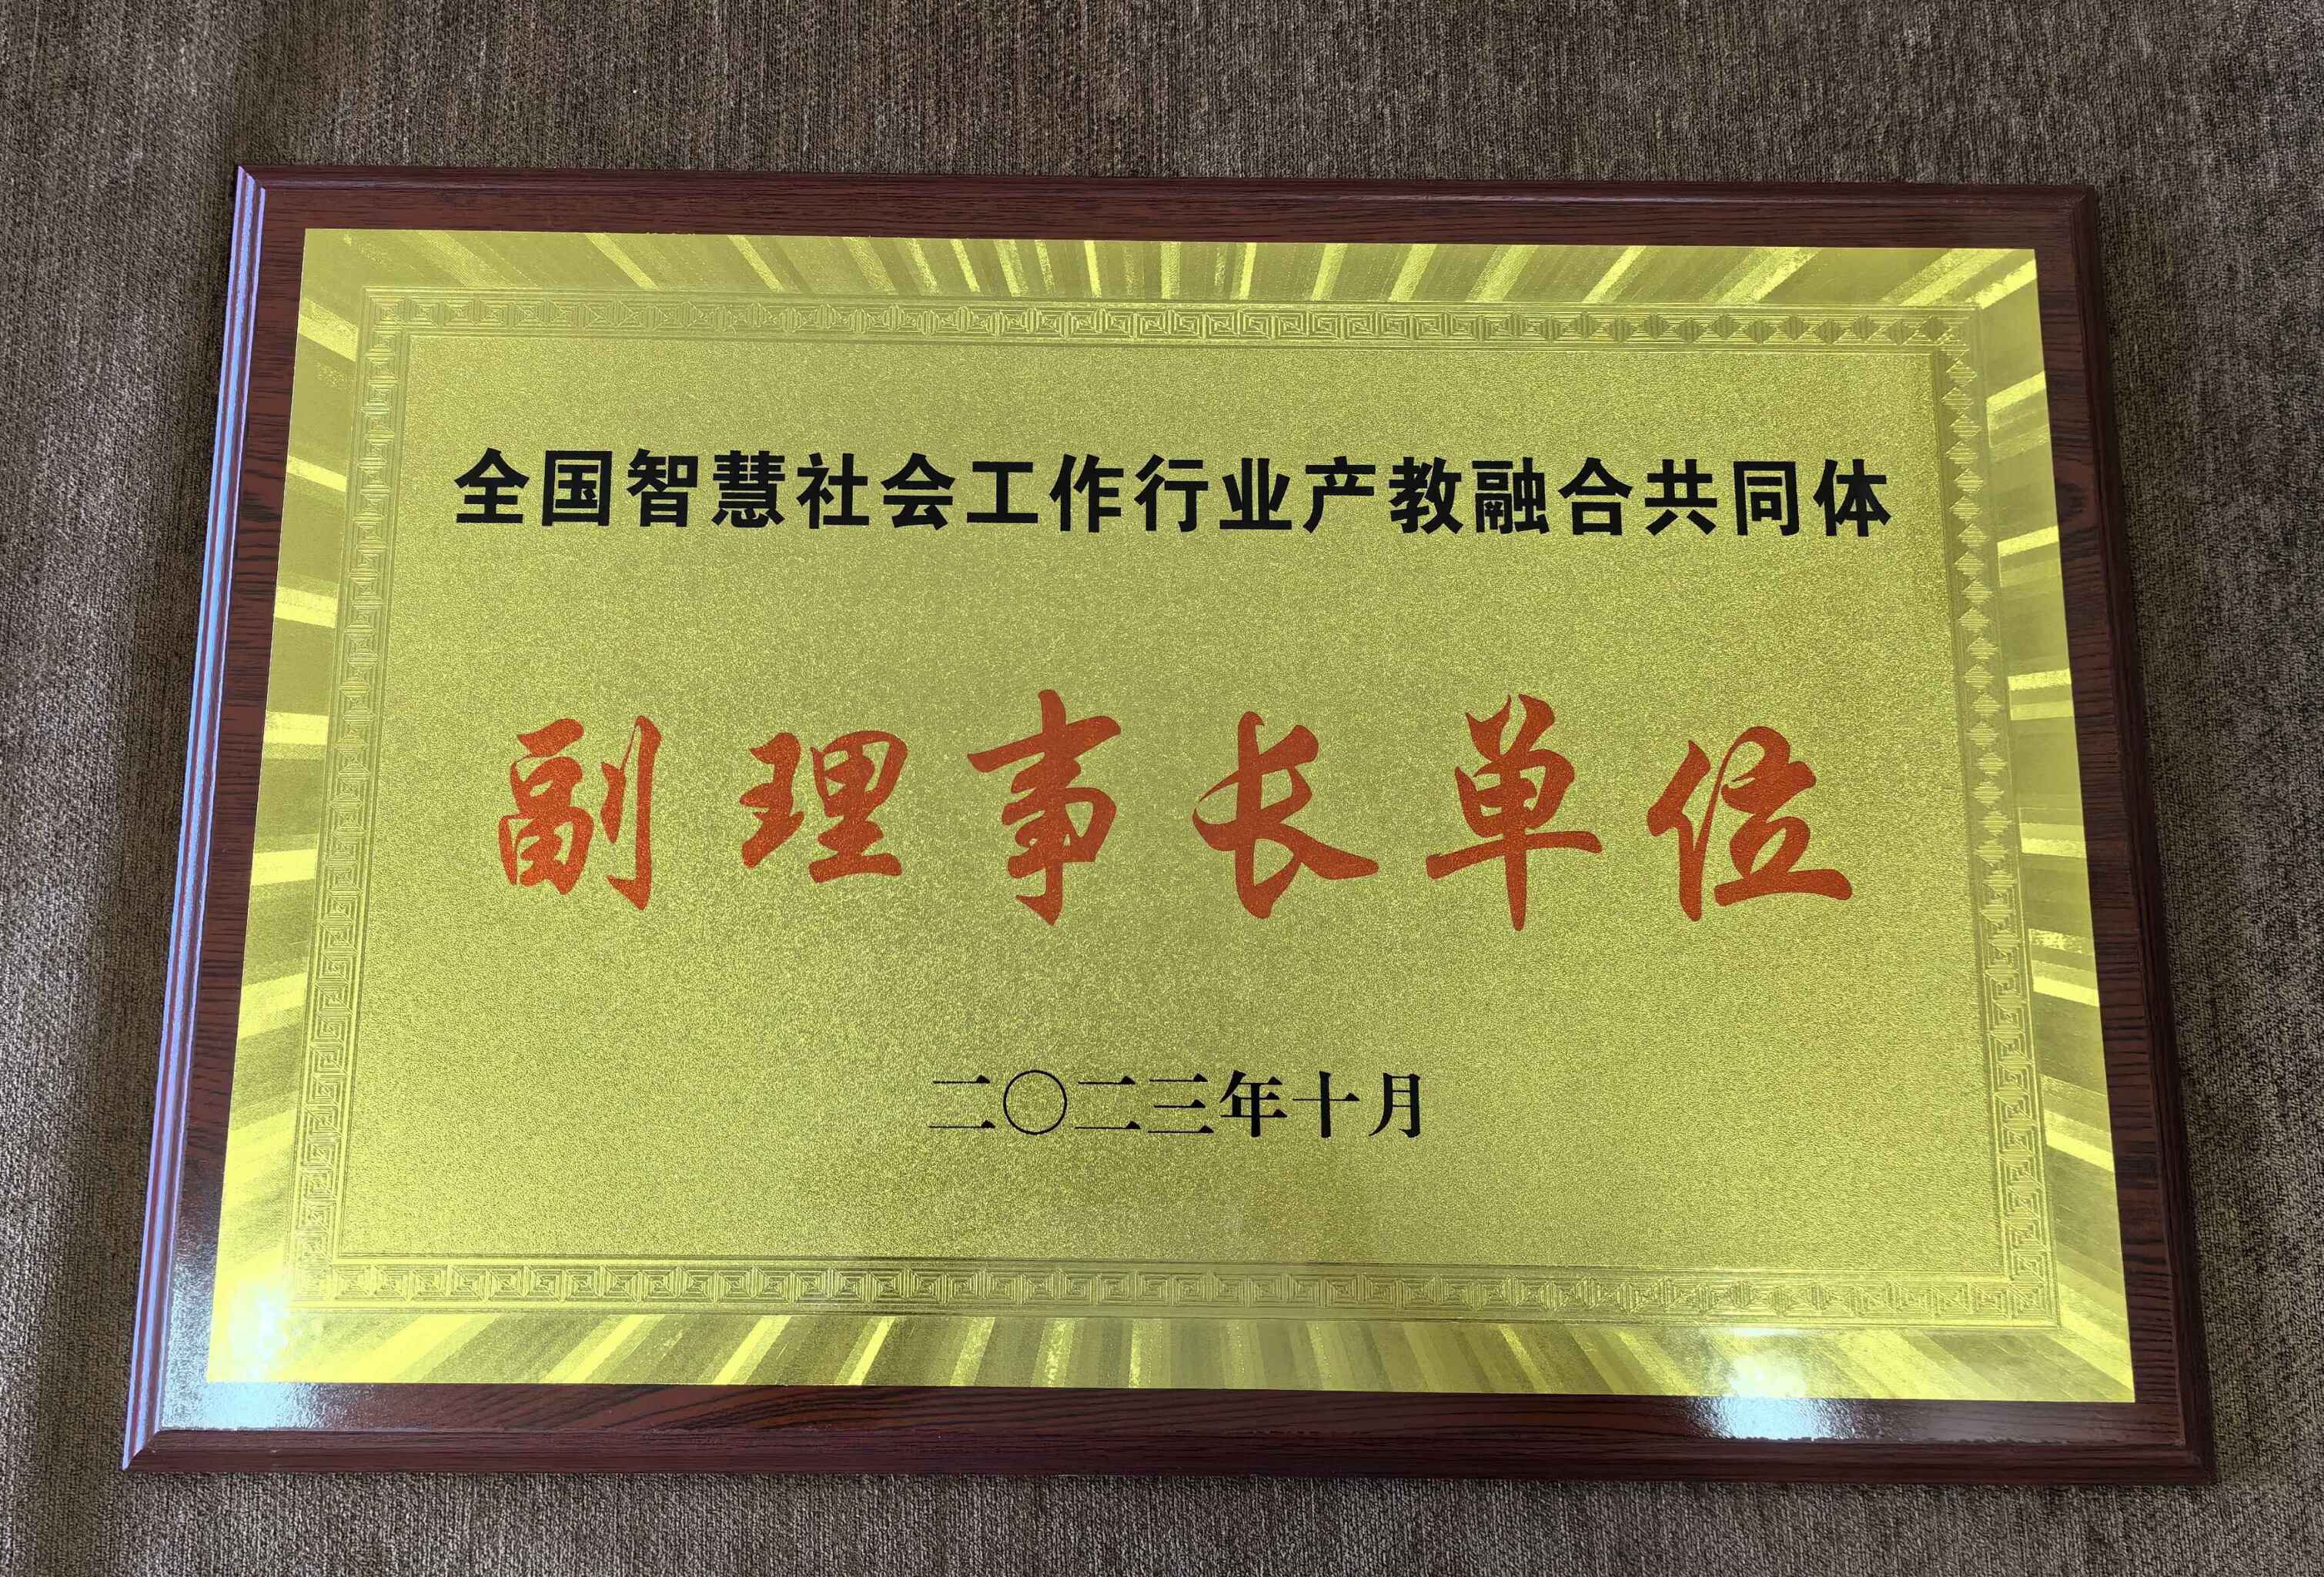 全国智慧社会工作行业产教融合共同体
副理事长单位
二〇二三年十月